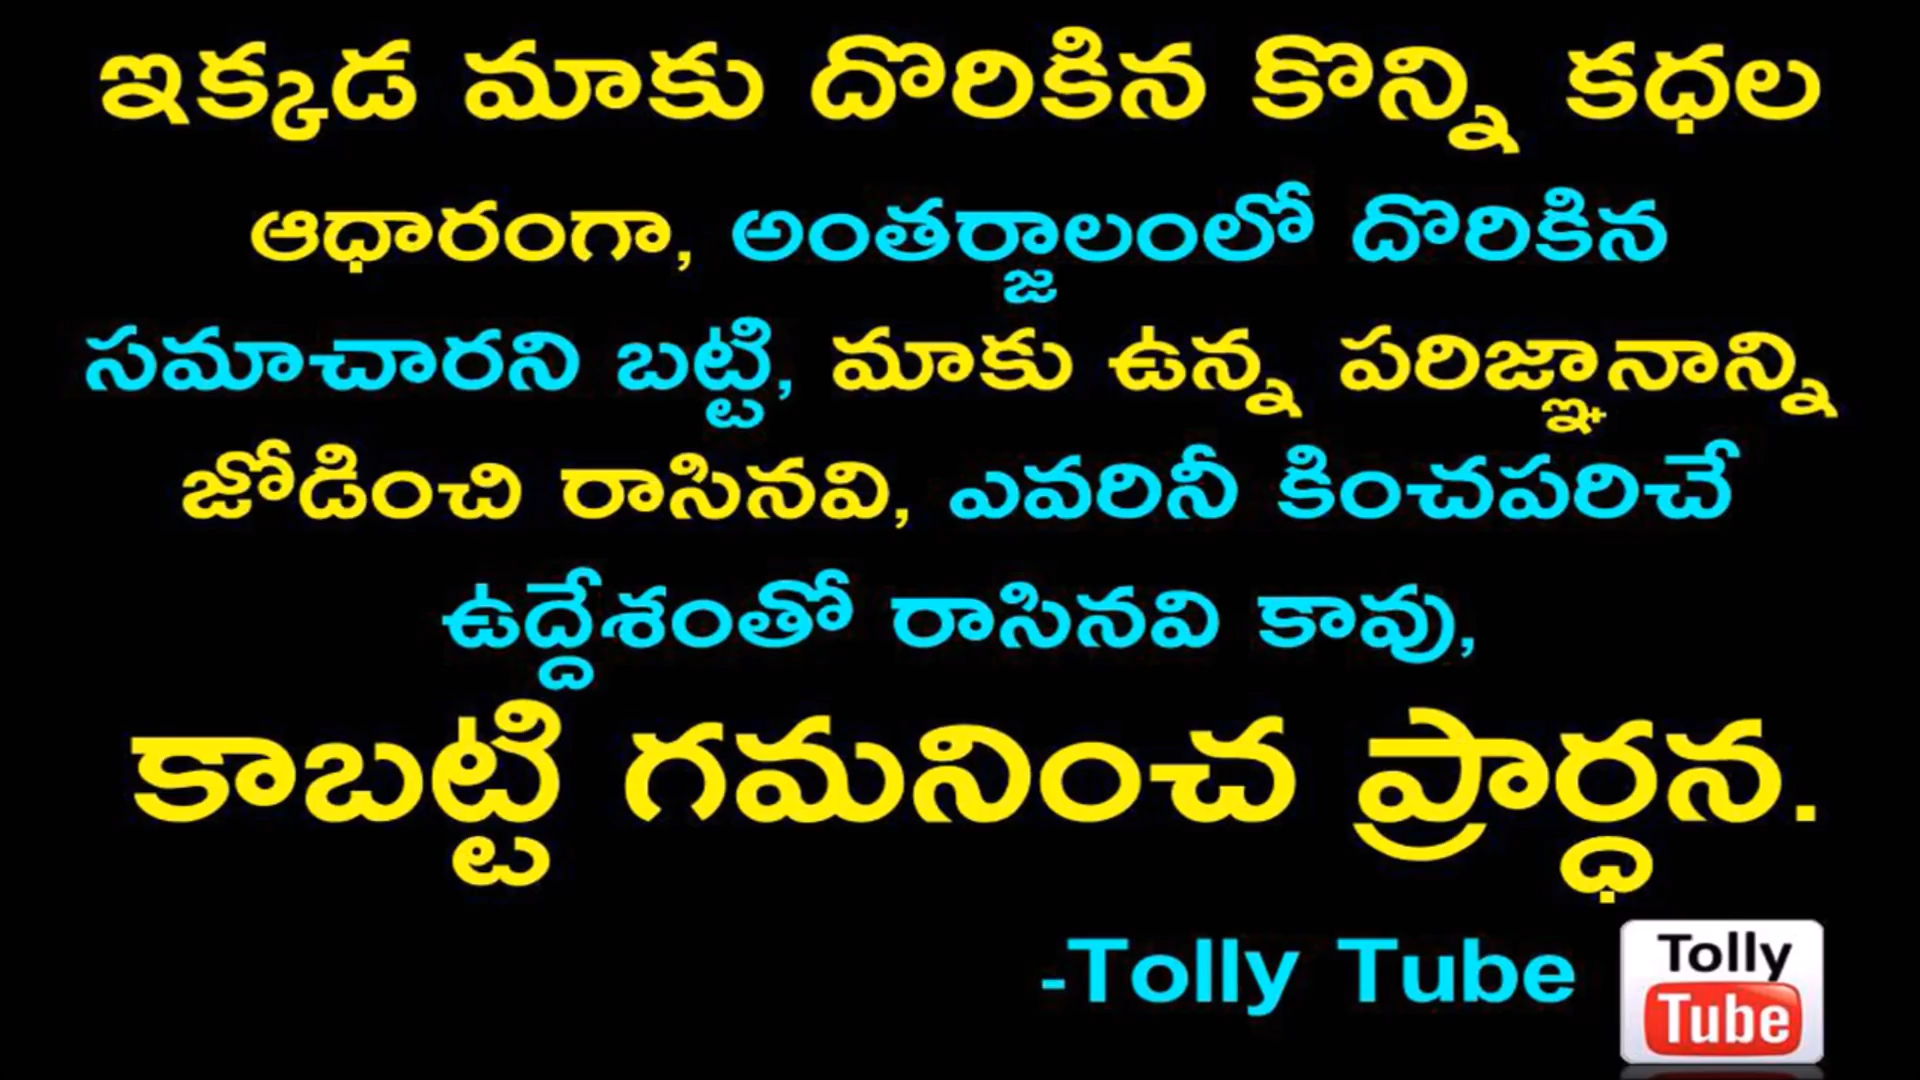 ఇక్కడ మాకు దొరికిన కొన్ని కధల
ఆధారంగా, అంతర్జాలంలో దొరికిన
సమాచారని బట్టి, మాకు ఉన్న పరిజ్ఞానాన్ని
జోడించి రాసినవి, ఎవరినీ కించపరిచే
ఉద్దేశంతో రాసినవి కావు,
కాబట్టి గమనించ ప్రార్ధన.
-Tolly Tube
Tolly
Tube